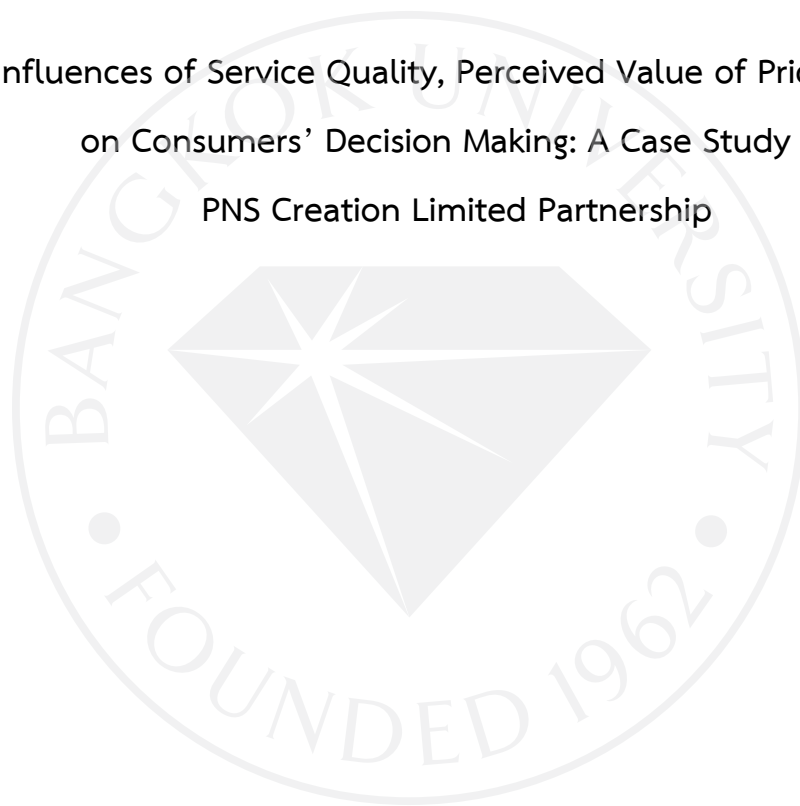 nfluences of Service Quality, Perceived Value of Pri
on Consumers' Decision Making: A Case Study
PNS Creation Limited Partnership
BANGKOK UNIVERSITY
FOUNDED 1962